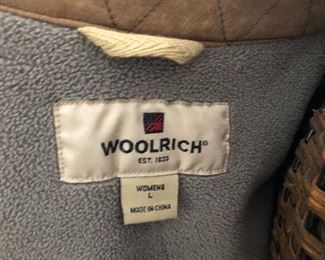 WOOLRICH®
EST. 1830
WOMENS
L
MADE IN CHINA